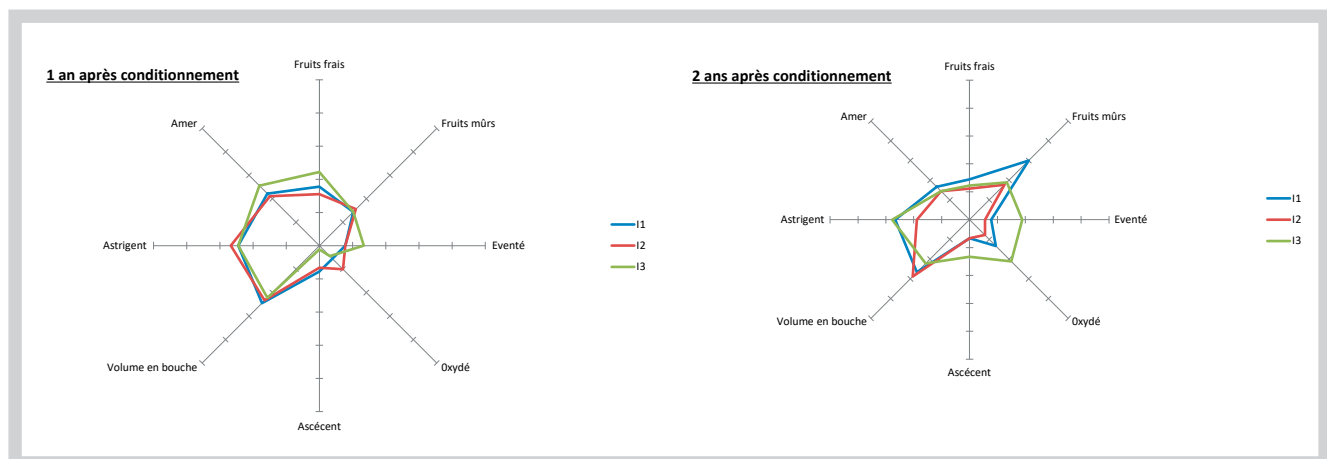 1 an après conditionnement
Fruits frais
Fruits mûrs
Eventé
0xydé
Ascécent
Volume en bouche
Astrigent
Amer
I1
I2
I3
2 ans après conditionnement
Fruits frais
Fruits mûrs
Eventé
0xydé
Ascécent
Volume en bouche
Astrigent
Amer
I1
I2
I3